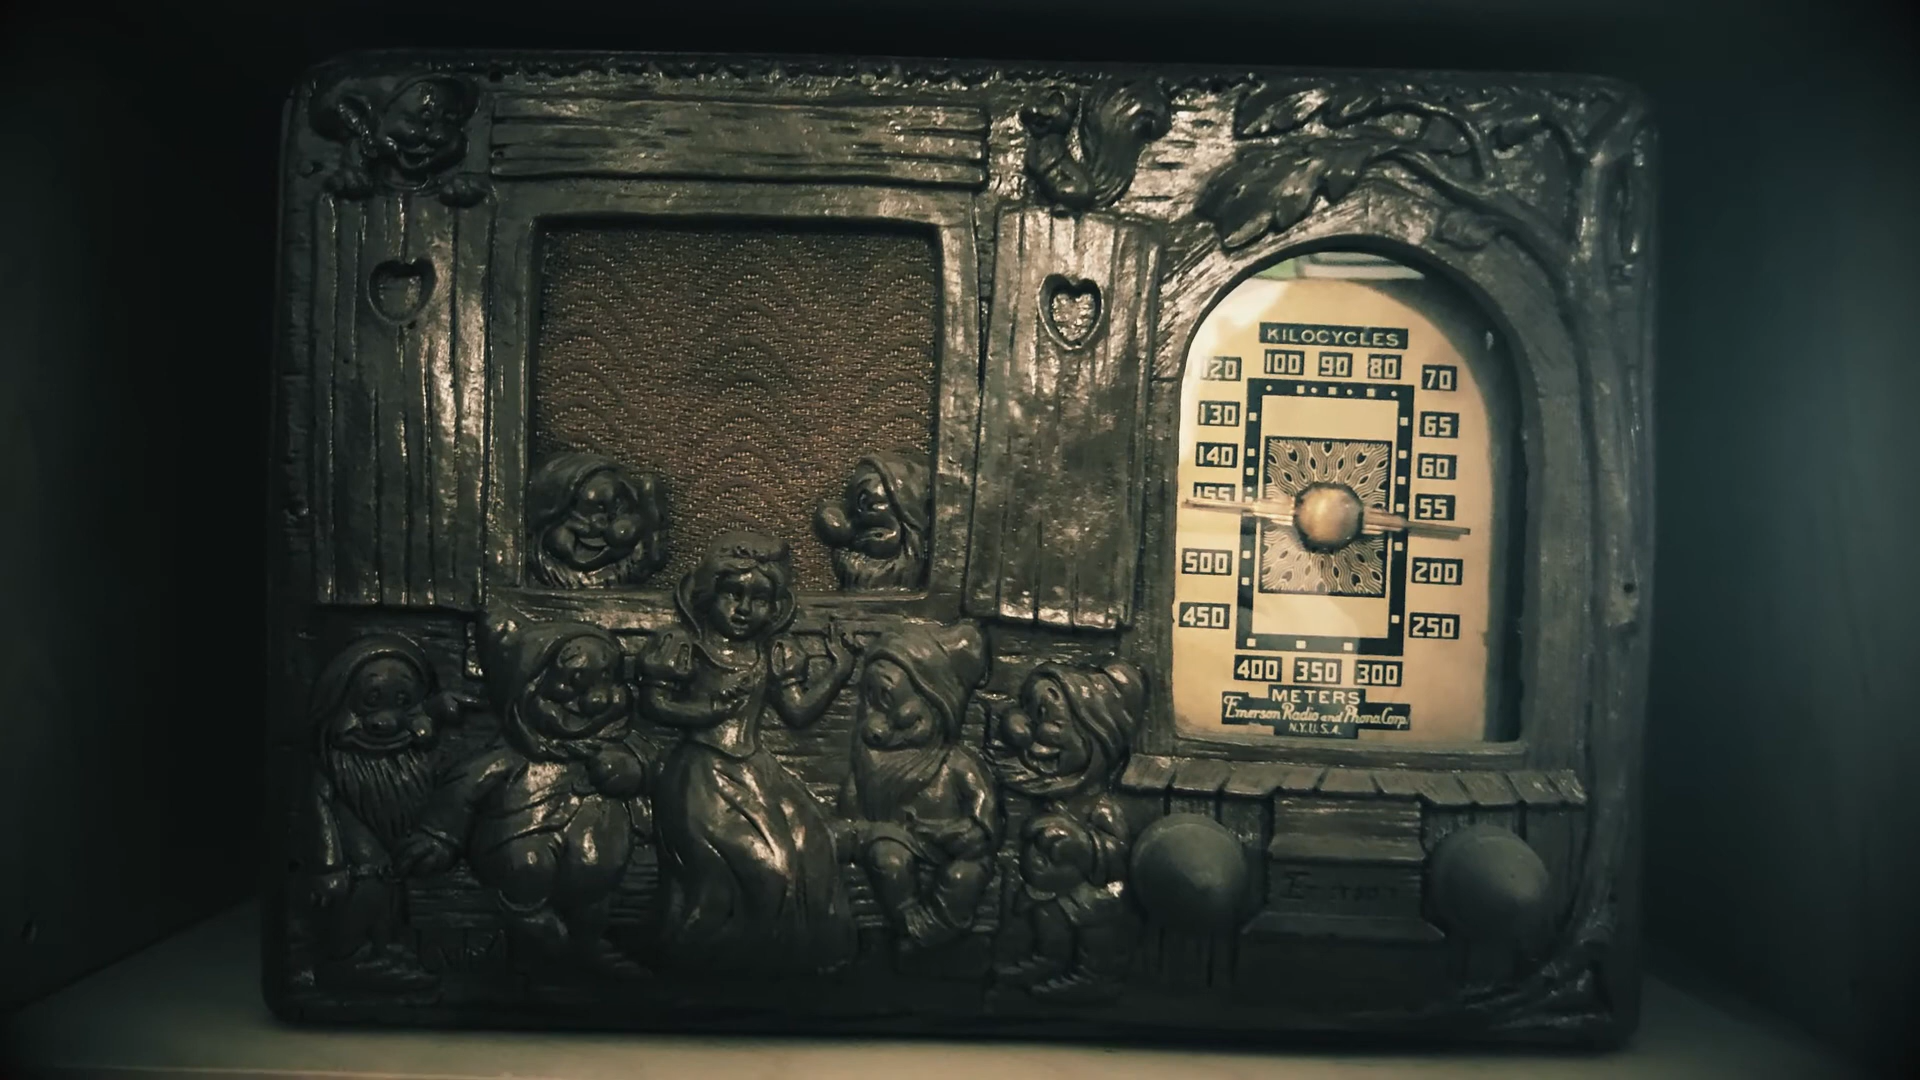 KILOCYCLES
120 100 90 80 70
130 65
140 60
155 55
500 200
450 250
400 350 300
METERS
Emerson Radio and Phono. Corp.
N.Y.U.S.A.
Emerson